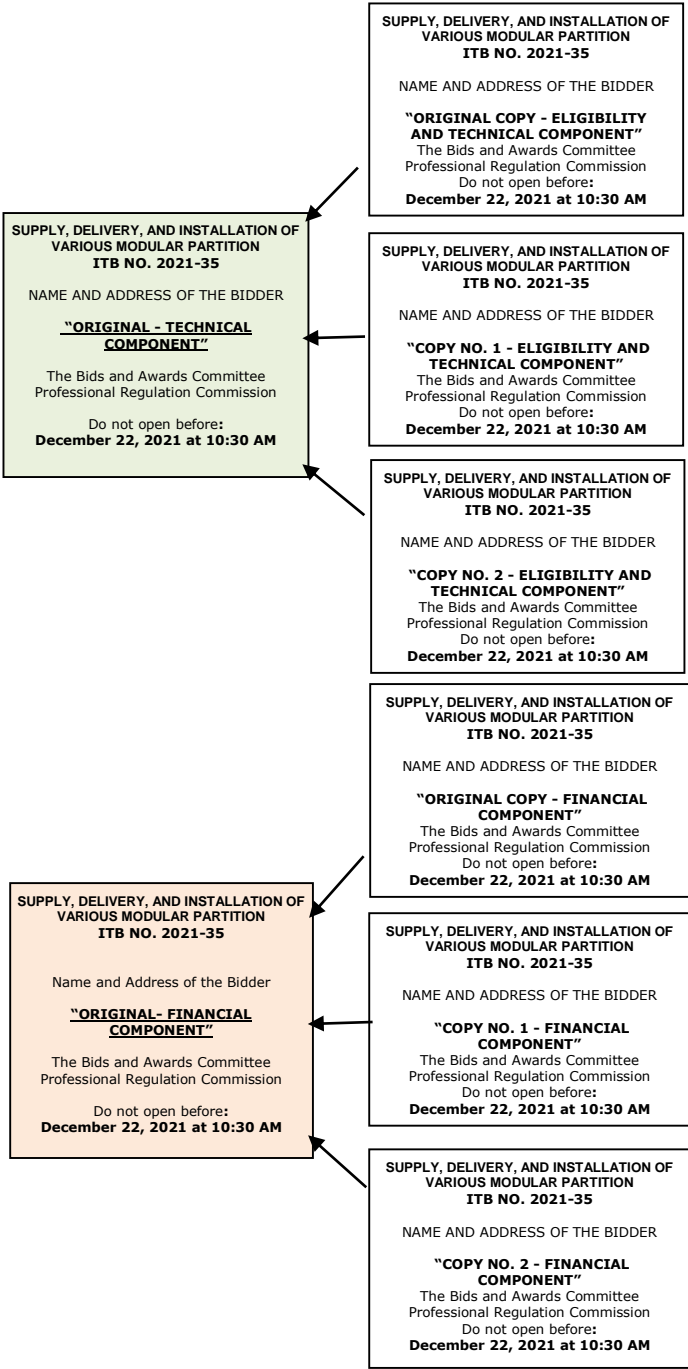 SUPPLY, DELIVERY, AND INSTALLATION OF
VARIOUS MODULAR PARTITION
ITB NO. 2021-35
NAME AND ADDRESS OF THE BIDDER
“ORIGINAL COPY - ELIGIBILITY
AND TECHNICAL COMPONENT”
The Bids and Awards Committee
Professional Regulation Commission
Do not open before:
December 22, 2021 at 10:30 AM
SUPPLY, DELIVERY, AND INSTALLATION OF
VARIOUS MODULAR PARTITION
ITB NO. 2021-35
NAME AND ADDRESS OF THE BIDDER
“ORIGINAL - TECHNICAL
COMPONENT”
The Bids and Awards Committee
Professional Regulation Commission
Do not open before:
December 22, 2021 at 10:30 AM
SUPPLY, DELIVERY, AND INSTALLATION OF
VARIOUS MODULAR PARTITION
ITB NO. 2021-35
NAME AND ADDRESS OF THE BIDDER
“COPY NO. 1 - ELIGIBILITY AND
TECHNICAL COMPONENT”
The Bids and Awards Committee
Professional Regulation Commission
Do not open before:
December 22, 2021 at 10:30 AM
SUPPLY, DELIVERY, AND INSTALLATION OF
VARIOUS MODULAR PARTITION
ITB NO. 2021-35
NAME AND ADDRESS OF THE BIDDER
“COPY NO. 2 - ELIGIBILITY AND
TECHNICAL COMPONENT”
The Bids and Awards Committee
Professional Regulation Commission
Do not open before:
December 22, 2021 at 10:30 AM
SUPPLY, DELIVERY, AND INSTALLATION OF
VARIOUS MODULAR PARTITION
ITB NO. 2021-35
NAME AND ADDRESS OF THE BIDDER
“ORIGINAL COPY - FINANCIAL
COMPONENT”
The Bids and Awards Committee
Professional Regulation Commission
Do not open before:
December 22, 2021 at 10:30 AM
SUPPLY, DELIVERY, AND INSTALLATION OF
VARIOUS MODULAR PARTITION
ITB NO. 2021-35
Name and Address of the Bidder
“ORIGINAL- FINANCIAL
COMPONENT”
The Bids and Awards Committee
Professional Regulation Commission
Do not open before:
December 22, 2021 at 10:30 AM
SUPPLY, DELIVERY, AND INSTALLATION OF
VARIOUS MODULAR PARTITION
ITB NO. 2021-35
NAME AND ADDRESS OF THE BIDDER
“COPY NO. 1 - FINANCIAL
COMPONENT”
The Bids and Awards Committee
Professional Regulation Commission
Do not open before:
December 22, 2021 at 10:30 AM
SUPPLY, DELIVERY, AND INSTALLATION OF
VARIOUS MODULAR PARTITION
ITB NO. 2021-35
NAME AND ADDRESS OF THE BIDDER
“COPY NO. 2 - FINANCIAL
COMPONENT”
The Bids and Awards Committee
Professional Regulation Commission
Do not open before:
December 22, 2021 at 10:30 AM